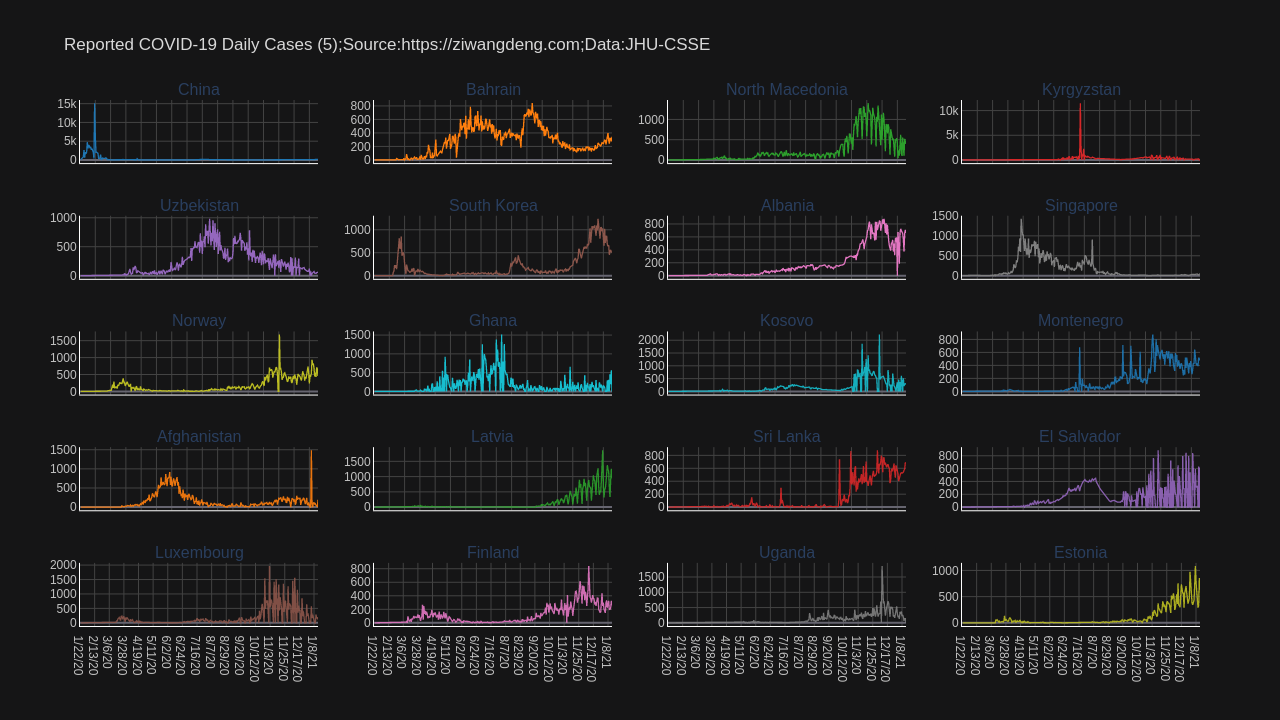 Reported COVID-19 Daily Cases (5);Source:https://ziwangdeng.com;Data:JHU-CSSE
China Bahrain North Macedonia Kyrgyzstan
15k 10k 5k 0
800 600 400 200 0
1000 500 0
10k 5k 0
Uzbekistan South Korea Albania Singapore
1000 500 0
1000 500 0
800 600 400 200 0
1500 1000 500 0
Norway Ghana Kosovo Montenegro
1500 1000 500 0
1500 1000 500 0
2000 1500 1000 500 0
800 600 400 200 0
Afghanistan Latvia Sri Lanka El Salvador
1500 1000 500 0
1500 1000 500 0
800 600 400 200 0
800 600 400 200 0
Luxembourg Finland Uganda Estonia
2000 1500 1000 500 0
800 600 400 200 0
1500 1000 500 0
1000 500 0
1/22/20 2/13/20 3/6/20 3/28/20 4/19/20 5/11/20 6/2/20 6/24/20 7/16/20 8/7/20 8/29/20 9/20/20 10/12/20 11/3/20 11/25/20 12/17/20 1/8/21
1/22/20 2/13/20 3/6/20 3/28/20 4/19/20 5/11/20 6/2/20 6/24/20 7/16/20 8/7/20 8/29/20 9/20/20 10/12/20 11/3/20 11/25/20 12/17/20 1/8/21
1/22/20 2/13/20 3/6/20 3/28/20 4/19/20 5/11/20 6/2/20 6/24/20 7/16/20 8/7/20 8/29/20 9/20/20 10/12/20 11/3/20 11/25/20 12/17/20 1/8/21
1/22/20 2/13/20 3/6/20 3/28/20 4/19/20 5/11/20 6/2/20 6/24/20 7/16/20 8/7/20 8/29/20 9/20/20 10/12/20 11/3/20 11/25/20 12/17/20 1/8/21